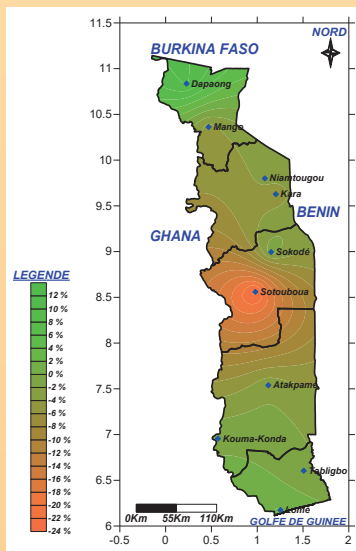 NORD
BURKINA FASO
11.5
11
10.5
10
9.5
9
8.5
8
7.5
7
6.5
6
Dapaong
Mango
Niamtougou
Kara
BENIN
GHANA
Sokodé
Sotouboua
Atakpamé
Kouma-Konda
Tabligbo
Lomé
GOLFE DE GUINEE
LEGENDE
12 %
10 %
8 %
6 %
4 %
2 %
0 %
-2 %
-4 %
-6 %
-8 %
-10 %
-12 %
-14 %
-16 %
-18 %
-20 %
-22 %
-24 %
0Km 55Km 110Km
-0.5 0 0.5 1 1.5 2